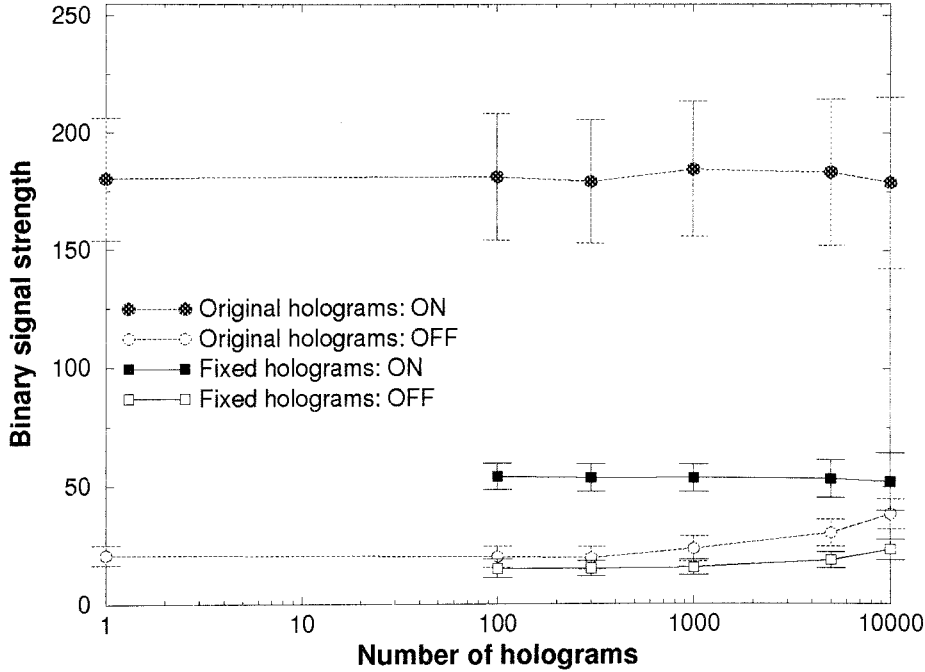 250
200
150
100
50
0
Binary signal strength
Original holograms: ON
Original holograms: OFF
Fixed holograms: ON
Fixed holograms: OFF
1
10
100
1000
10000
Number of holograms